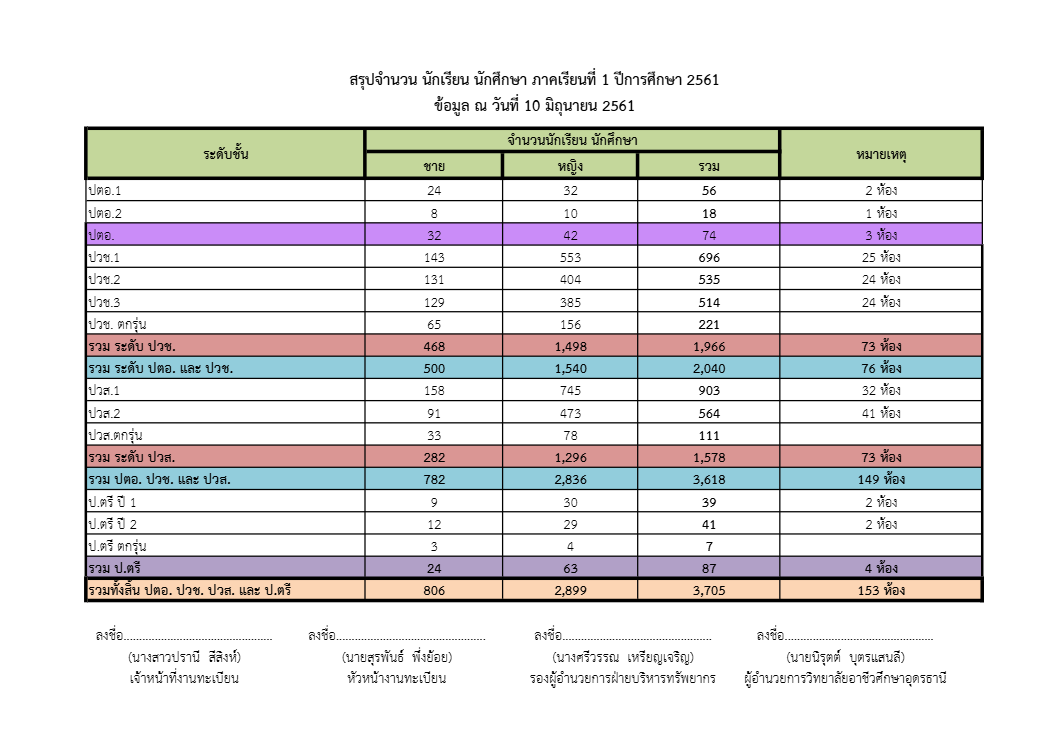 สรุปจำนวน นักเรียน นักศึกษา ภาคเรียนที่ 1 ปีการศึกษา 2561
ข้อมูล ณ วันที่ 10 มิถุนายน 2561
ระดับชั้น จำนวนนักเรียน นักศึกษา หมายเหตุ
ชาย หญิง รวม
ปตอ.1 24 32 56 2 ห้อง
ปตอ.2 8 10 18 1 ห้อง
ปตอ. 32 42 74 3 ห้อง
ปวช.1 143 553 696 25 ห้อง
ปวช.2 131 404 535 24 ห้อง
ปวช.3 129 385 514 24 ห้อง
ปวช. ตกรุ่น 65 156 221
รวม ระดับ ปวช. 468 1,498 1,966 73 ห้อง
รวม ระดับ ปตอ. และ ปวช. 500 1,540 2,040 76 ห้อง
ปวส.1 158 745 903 32 ห้อง
ปวส.2 91 473 564 41 ห้อง
ปวส.ตกรุ่น 33 78 111
รวม ระดับ ปวส. 282 1,296 1,578 73 ห้อง
รวม ปตอ. ปวช. และ ปวส. 782 2,836 3,618 149 ห้อง
ป.ตรี ปี 1 9 30 39 2 ห้อง
ป.ตรี ปี 2 12 29 41 2 ห้อง
ป.ตรี ตกรุ่น 3 4 7
รวม ป.ตรี 24 63 87 4 ห้อง
รวมทั้งสิ้น ปตอ. ปวช. ปวส. และ ป.ตรี 806 2,899 3,705 153 ห้อง
ลงชื่อ................................................ ลงชื่อ................................................ ลงชื่อ................................................ ลงชื่อ................................................
(นางสาวปรานี สีสิงห์) (นายสุรพันธ์ พึ่งย้อย) (นางศรีวรรณ เหรียญเจริญ) (นายนิรุตต์ บุตรแสนลี)
เจ้าหน้าที่งานทะเบียน หัวหน้างานทะเบียน รองผู้อำนวยการฝ่ายบริหารทรัพยากร ผู้อำนวยการวิทยาลัยอาชีวศึกษาอุดรธานี